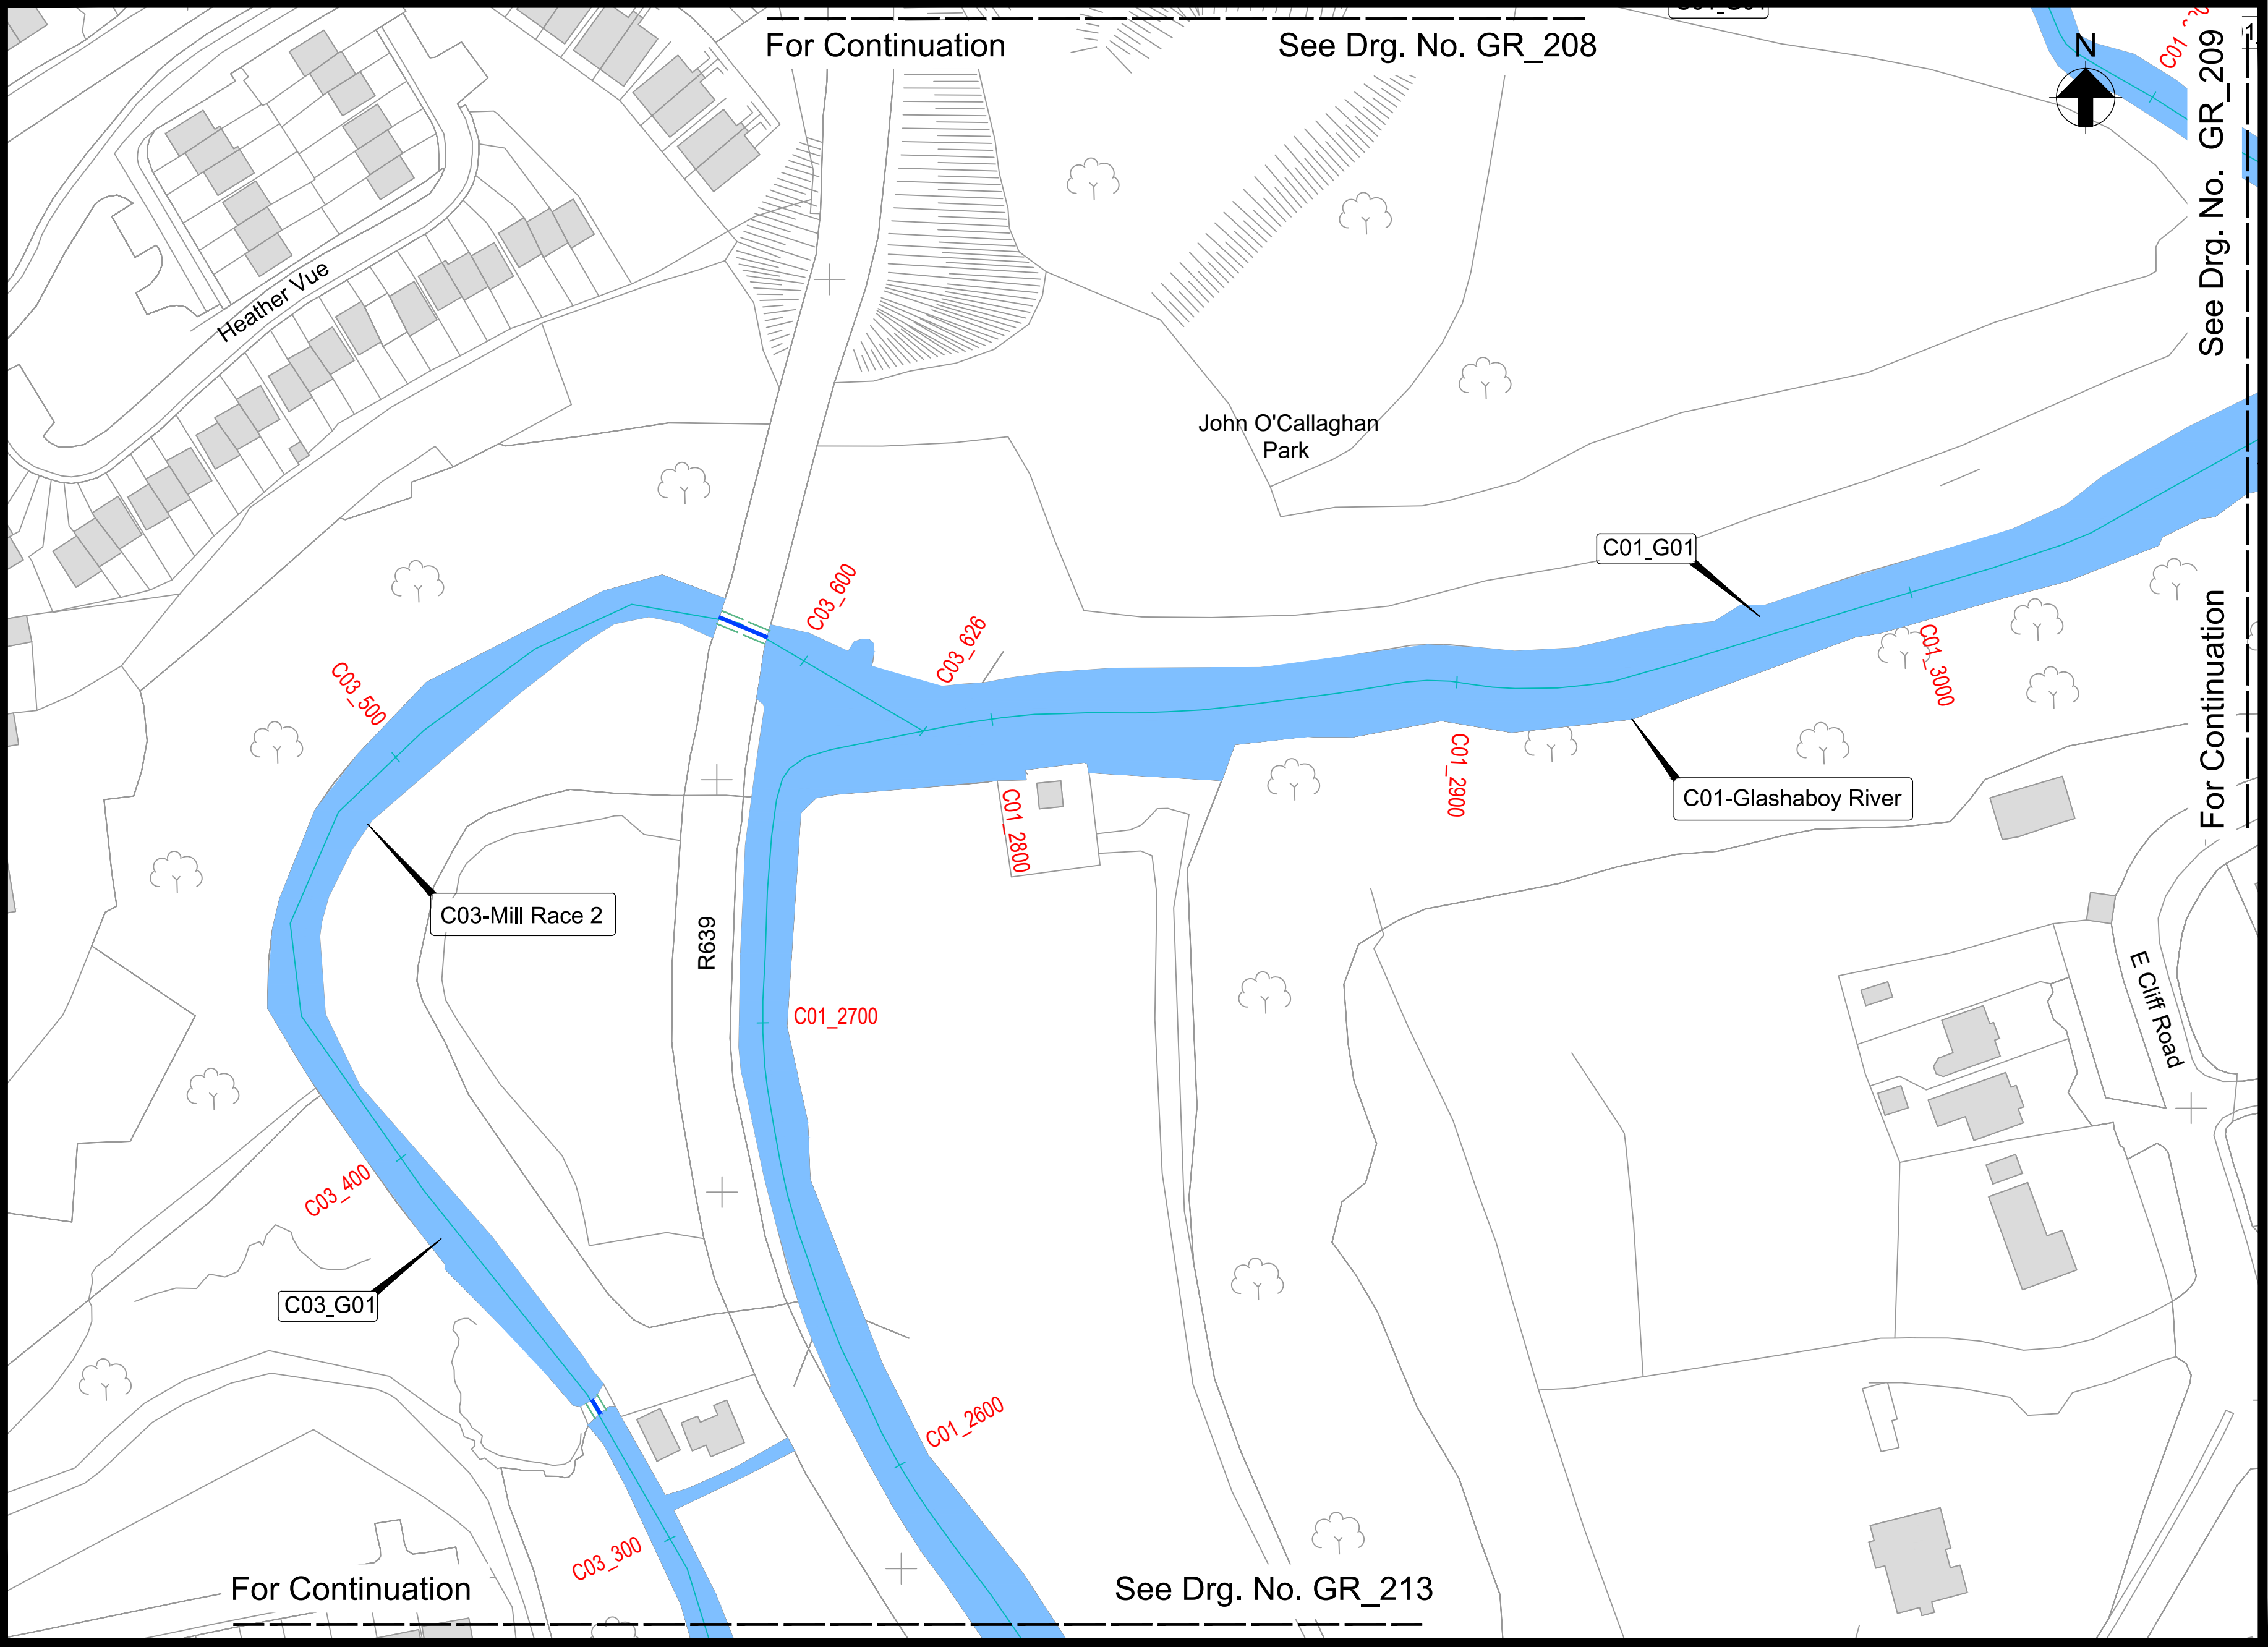 For Continuation
See Drg. No. GR_208
N
See Drg. No. GR_209
Heather Vue
John O'Callaghan
Park
C01_G01
C03_600
C03_626
C03_500
C01_3000
For Continuation
C01_2900
C01_2800
C01-Glashaboy River
C03-Mill Race 2
R639
E Cliff Road
C01_2700
C03_400
C03_G01
C01_2600
C03_300
For Continuation
See Drg. No. GR_213